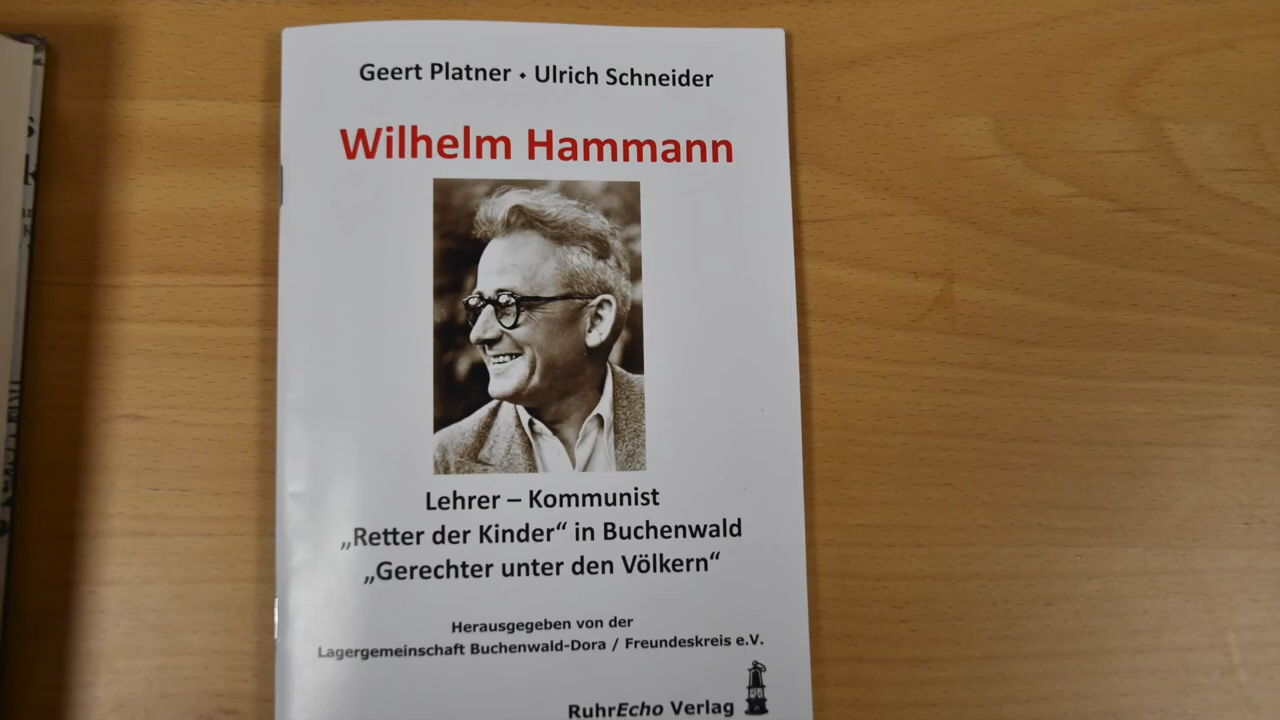 Geert Platner • Ulrich Schneider
Wilhelm Hammann
Lehrer – Kommunist
„Retter der Kinder“ in Buchenwald
„Gerechter unter den Völkern“
Herausgegeben von der
Lagergemeinschaft Buchenwald-Dora / Freundeskreis e.V.
RuhrEcho Verlag